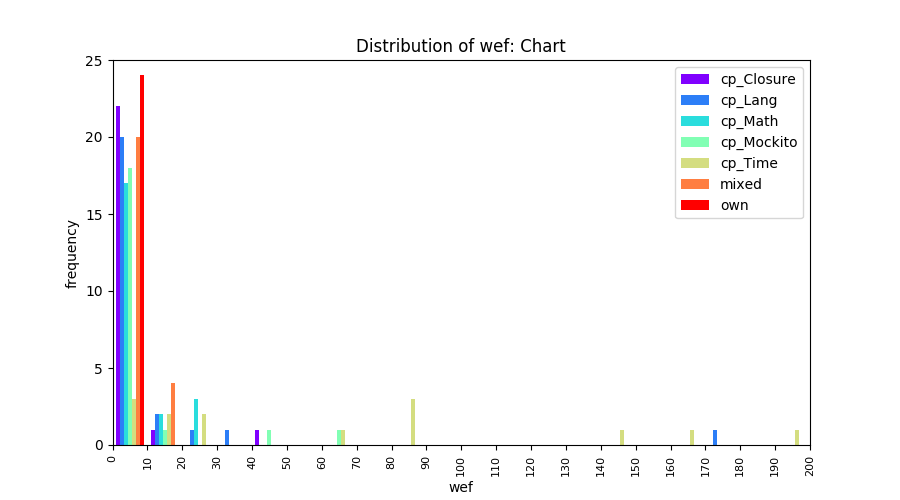 Distribution of wef: Chart
25
20
15
10
5
0
frequency
cp_Closure
cp_Lang
cp_Math
cp_Mockito
cp_Time
mixed
own
0 10 20 30 40 50 60 70 80 90 100 110 120 130 140 150 160 170 180 190 200
wef